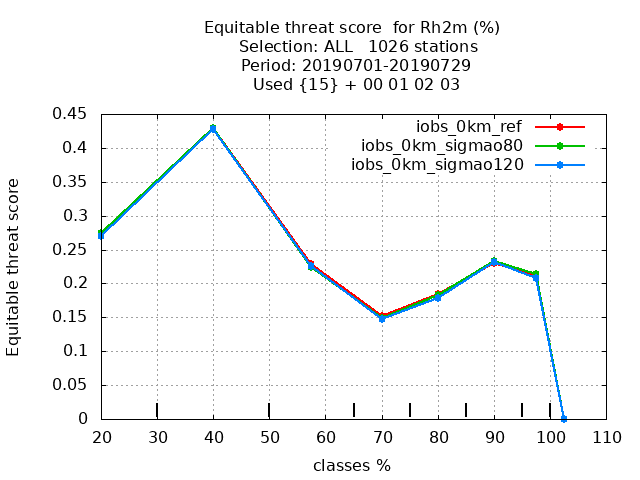 Equitable threat score  for Rh2m (%)
Selection: ALL   1026 stations
Period: 20190701-20190729
Used {15} + 00 01 02 03
iobs_0km_ref
iobs_0km_sigmao80
iobs_0km_sigmao120
Equitable threat score
0.45
0.4
0.35
0.3
0.25
0.2
0.15
0.1
0.05
0
20 30 40 50 60 70 80 90 100 110
classes %